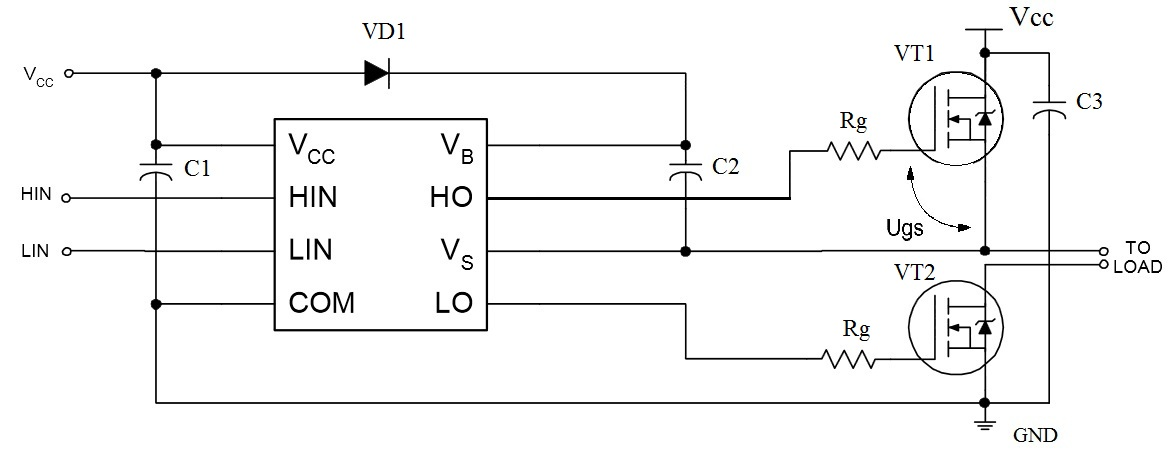 Vcc
VD1
VT1
VCC
C3
Rg
VCC
VB
C1
C2
HIN
HIN
HO
Ugs
LIN
LIN
VS
TO
LOAD
VT2
COM
LO
Rg
GND